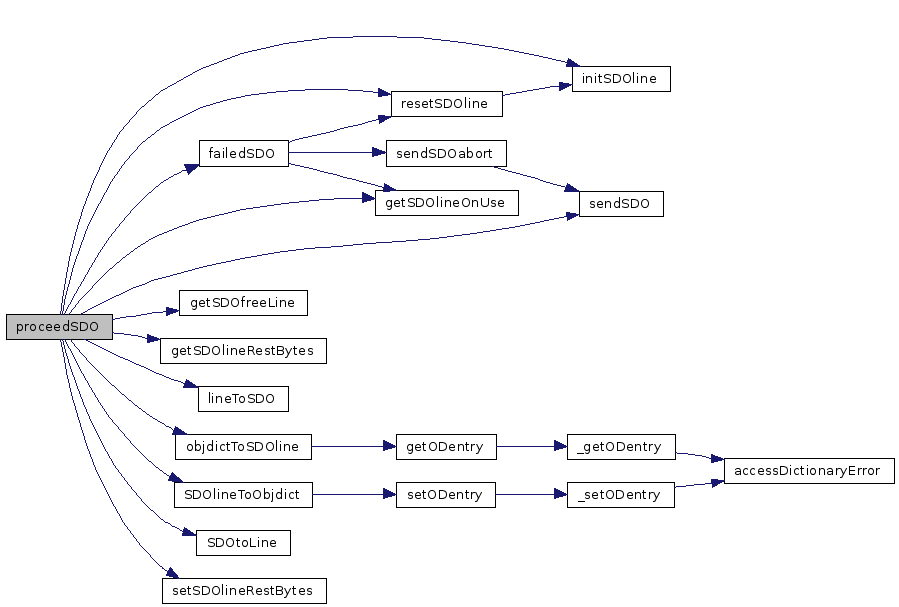 initSDOline
resetSDOline
failedSDO
sendSDOabort
getSDOlineOnUse
sendSDO
getSDOfreeLine
proceedSDO
getSDOlineRestBytes
lineToSDO
objdictToSDOline
getODentry
_getODentry
accessDictionaryError
SDOlineToObjdict
setODentry
_setODentry
SDOtoLine
setSDOlineRestBytes